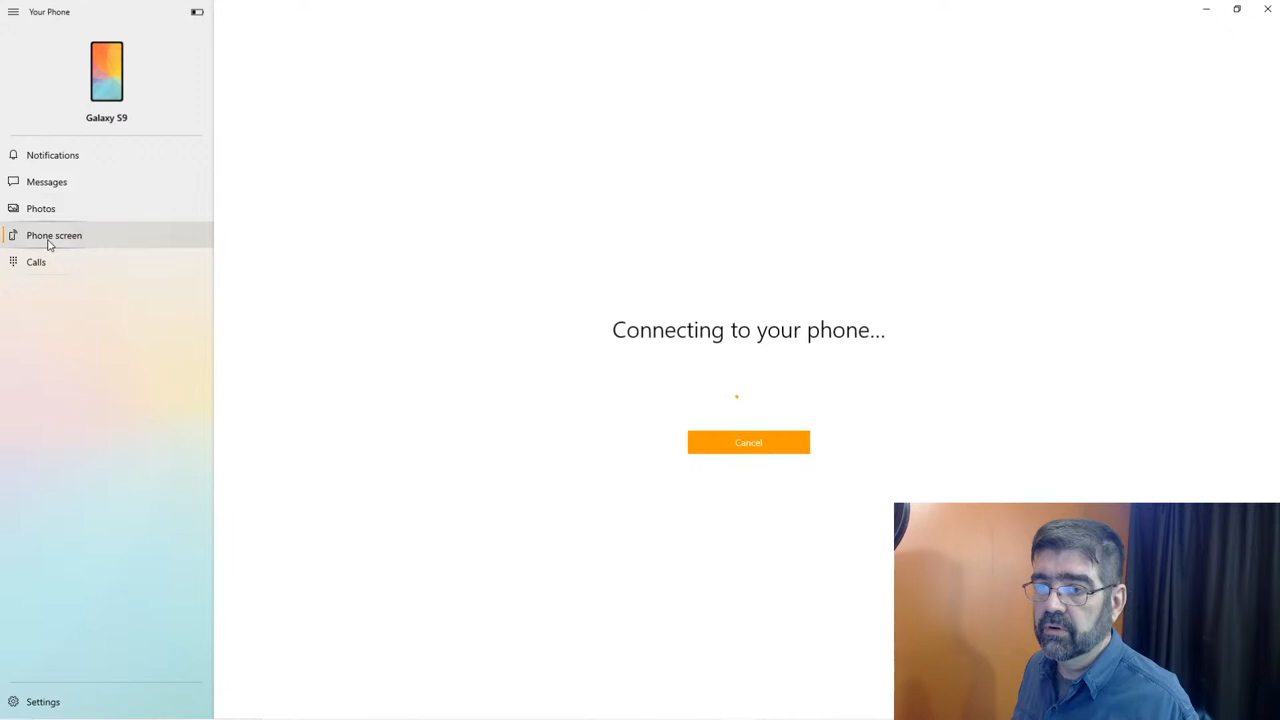 Your Phone
Galaxy S9
Notifications
Messages
Photos
Phone screen
Calls
Settings
Connecting to your phone...
Cancel